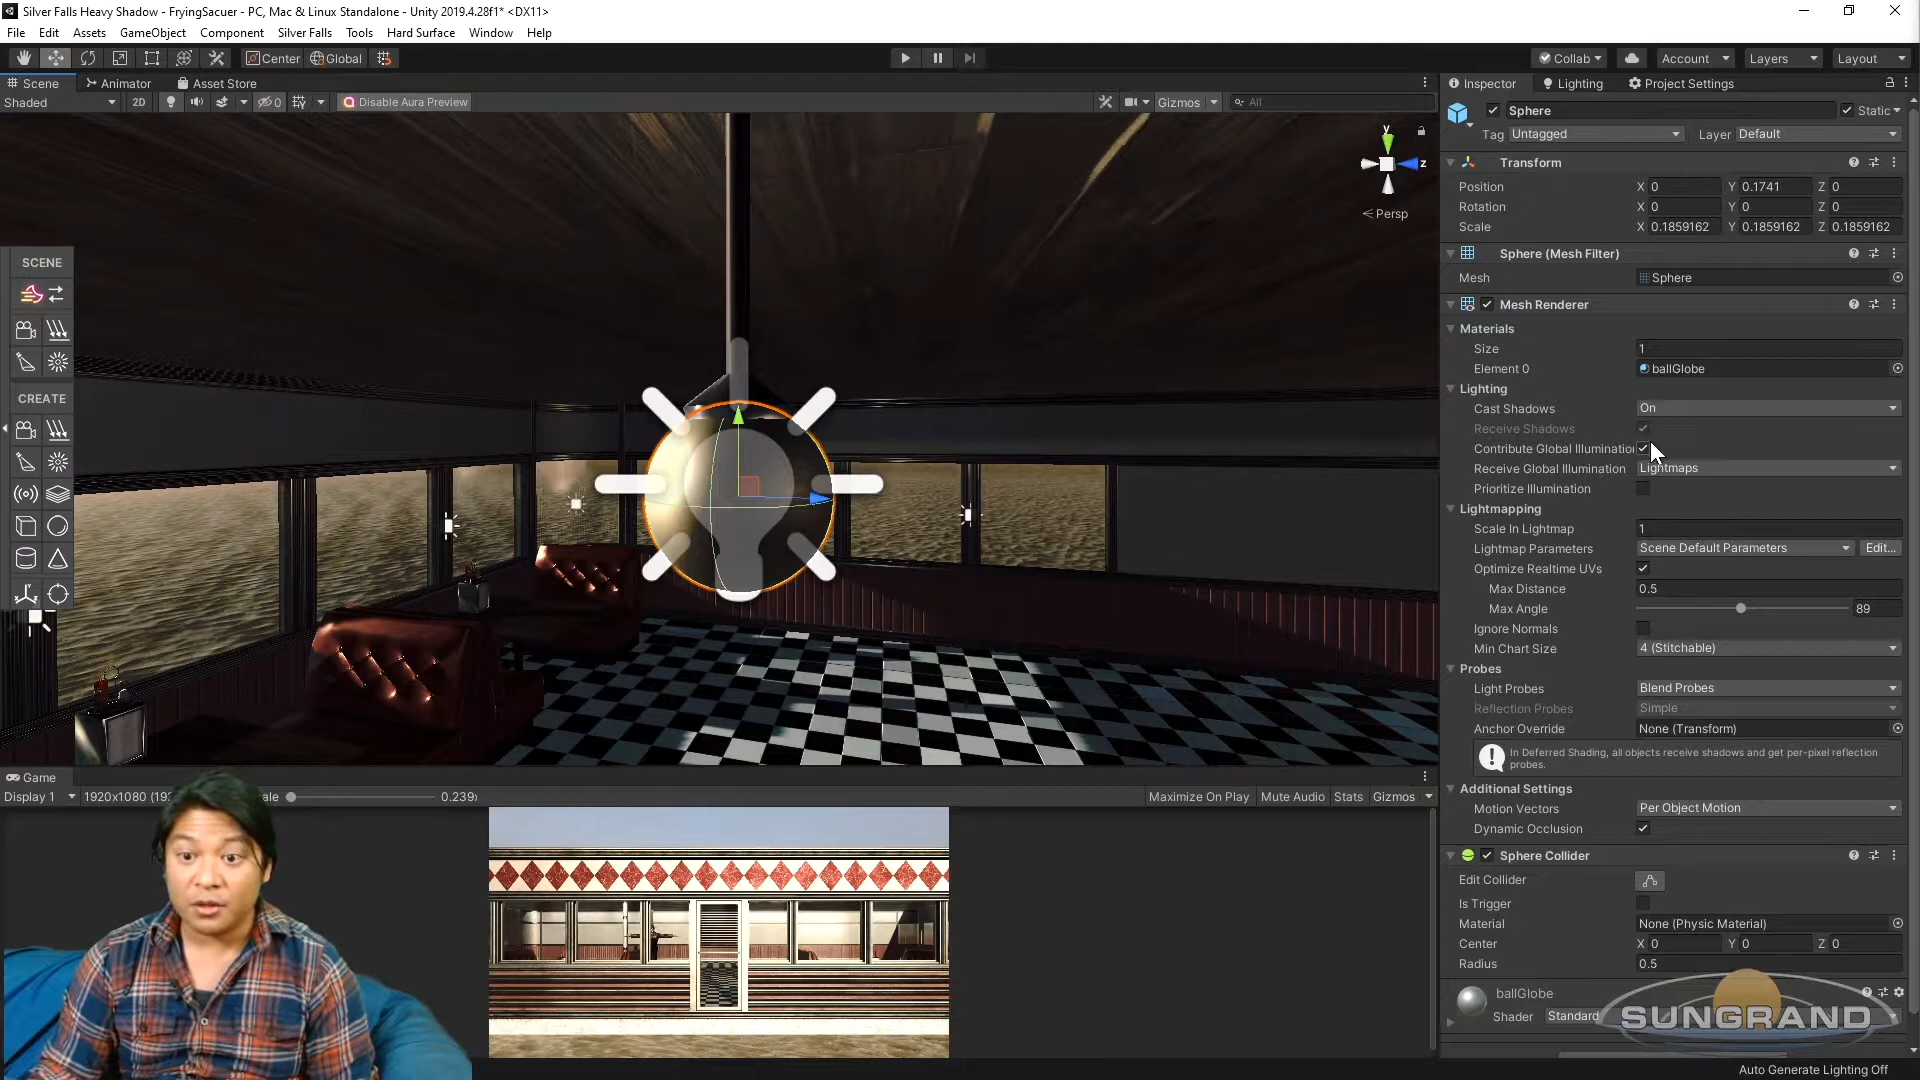 Silver Falls Heavy Shadow - FryingSacuer - PC, Mac & Linux Standalone - Unity 2019.4.28f1* <DX11>
File Edit Assets GameObject Component Silver Falls Tools Hard Surface Window Help
Center Global Collab Account Layers Layout
Scene Animator Asset Store
Shaded 2D 0 Disable Aura Preview Gizmos All
y
z
Persp
SCENE
CREATE
Inspector Lighting Project Settings
Sphere Static
Tag Untagged Layer Default
Transform
Position X 0 Y 0.1741 Z 0
Rotation X 0 Y 0 Z 0
Scale X 0.1859162 Y 0.1859162 Z 0.1859162
Sphere (Mesh Filter)
Mesh Sphere
Mesh Renderer
Materials
Size 1
Element 0 ballGlobe
Lighting
Cast Shadows On
Receive Shadows
Contribute Global Illumination
Receive Global Illumination Lightmaps
Prioritize Illumination
Lightmapping
Scale In Lightmap 1
Lightmap Parameters Scene Default Parameters Edit...
Optimize Realtime UVs
Max Distance 0.5
Max Angle 89
Ignore Normals
Min Chart Size 4 (Stitchable)
Probes
Light Probes Blend Probes
Reflection Probes Simple
Anchor Override None (Transform)
In Deferred Shading, all objects receive shadows and get per-pixel reflection
probes.
Additional Settings
Motion Vectors Per Object Motion
Dynamic Occlusion
Sphere Collider
Edit Collider
Is Trigger
Material None (Physic Material)
Center X 0 Y 0 Z 0
Radius 0.5
ballGlobe
Shader Standard
SUNGRAND
Game
Display 1 1920x1080 (192 cale 0.239x Maximize On Play Mute Audio Stats Gizmos
Auto Generate Lighting Off